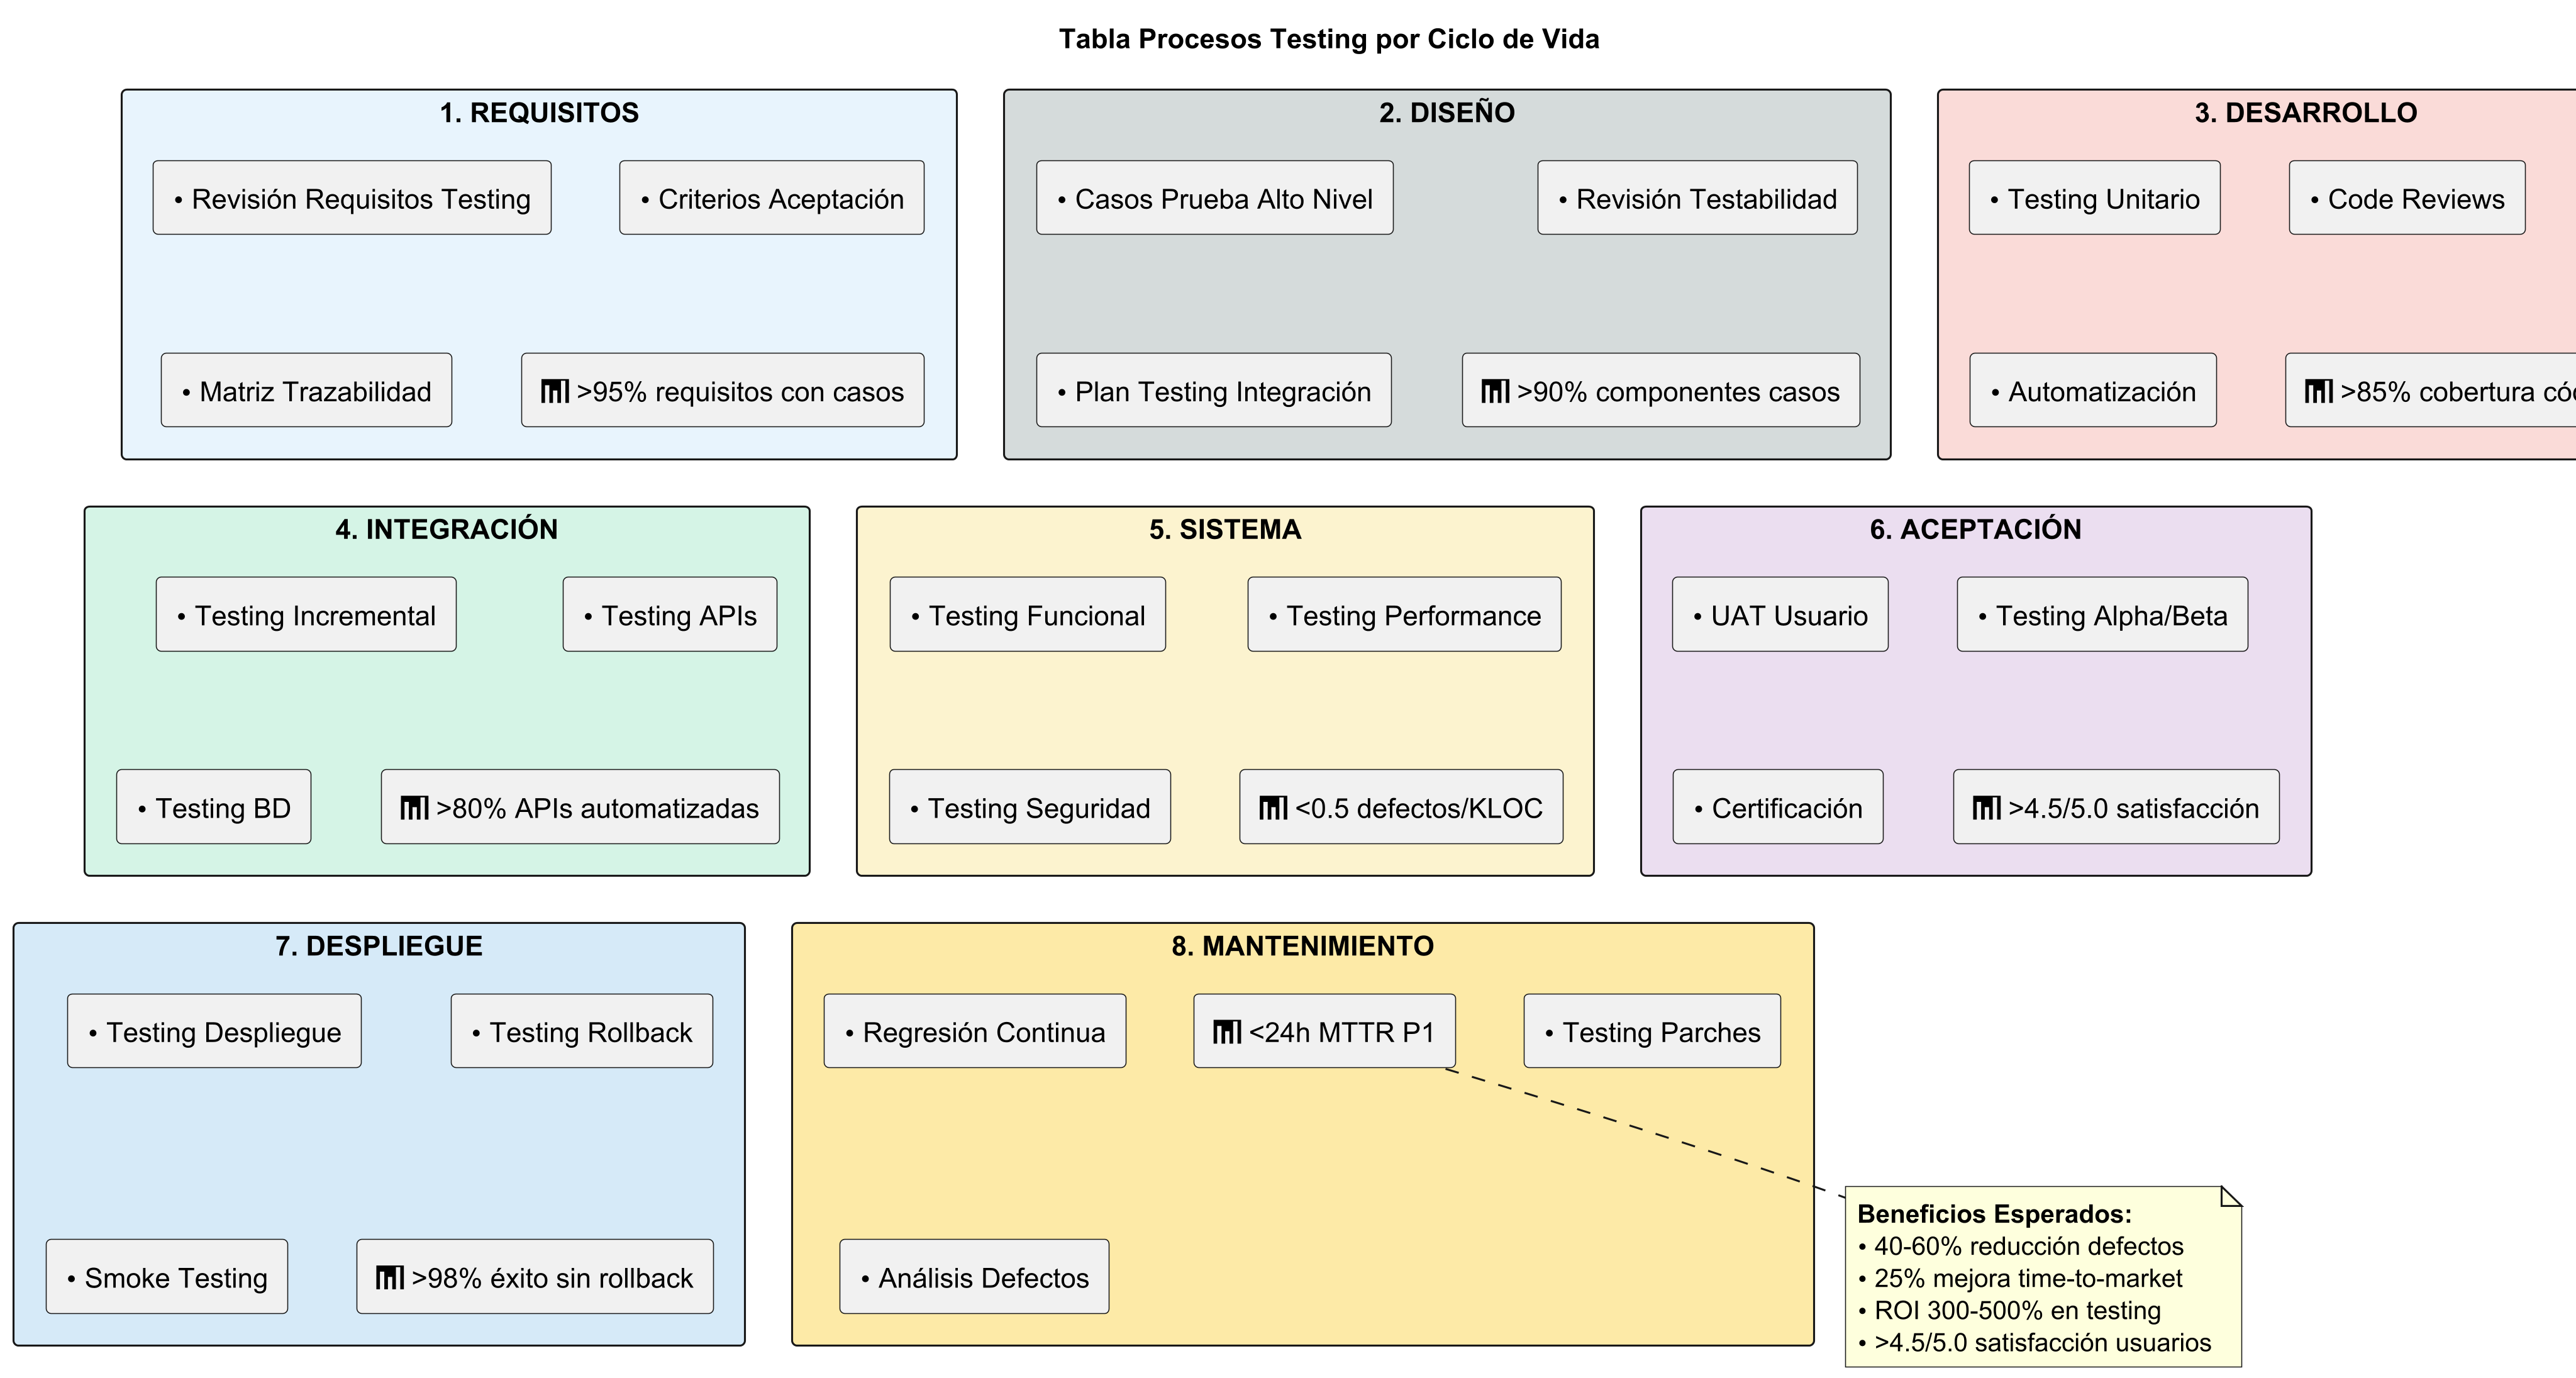 Tabla Procesos Testing por Ciclo de Vida
1. REQUISITOS
• Revisión Requisitos Testing
• Criterios Aceptación
• Matriz Trazabilidad
>95% requisitos con casos
2. DISEÑO
• Casos Prueba Alto Nivel
• Revisión Testabilidad
• Plan Testing Integración
>90% componentes casos
3. DESARROLLO
• Testing Unitario
• Code Reviews
• Automatización
>85% cobertura
4. INTEGRACIÓN
• Testing Incremental
• Testing APIs
• Testing BD
>80% APIs automatizadas
5. SISTEMA
• Testing Funcional
• Testing Performance
• Testing Seguridad
<0.5 defectos/KLOC
6. ACEPTACIÓN
• UAT Usuario
• Testing Alpha/Beta
• Certificación
>4.5/5.0 satisfacción
7. DESPLIEGUE
• Testing Despliegue
• Testing Rollback
• Smoke Testing
>98% éxito sin rollback
8. MANTENIMIENTO
• Regresión Continua
<24h MTTR P1
• Testing Parches
• Análisis Defectos
Beneficios Esperados:
• 40-60% reducción defectos
• 25% mejora time-to-market
• ROI 300-500% en testing
• >4.5/5.0 satisfacción usuarios